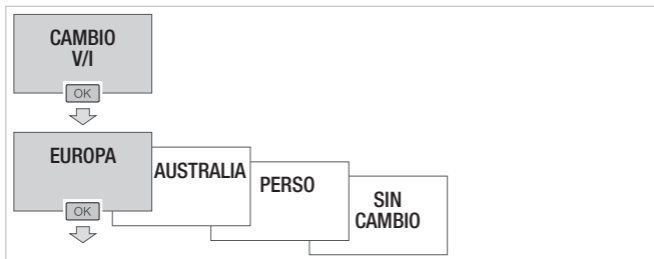 CAMBIO
V/I
OK
EUROPA
AUSTRALIA
PERSO
SIN
CAMBIO
OK